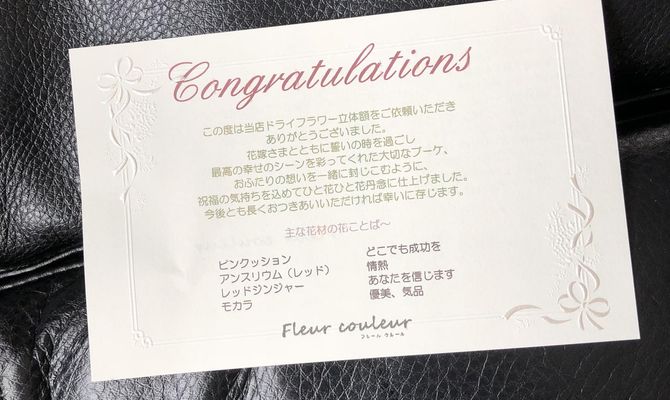 Congratulations
この度は当店ドライフラワー立体額をご依頼いただき
ありがとうございました。
花嫁さまとともに誓いの時を過ごし
最高の幸せのシーンを彩ってくれた大切なブーケ、
おふたりの想いを一緒に封じこむように、
祝福の気持ちを込めてひと花ひと花丹念に仕上げました。
今後とも長くおつきあいいただければ幸いに存じます。
主な花材の花ことば〜
ピンクッション どこでも成功を
アンスリウム（レッド） 情熱
レッドジンジャー あなたを信じます
モカラ 優美、気品
Fleur couleur
フレール クルール